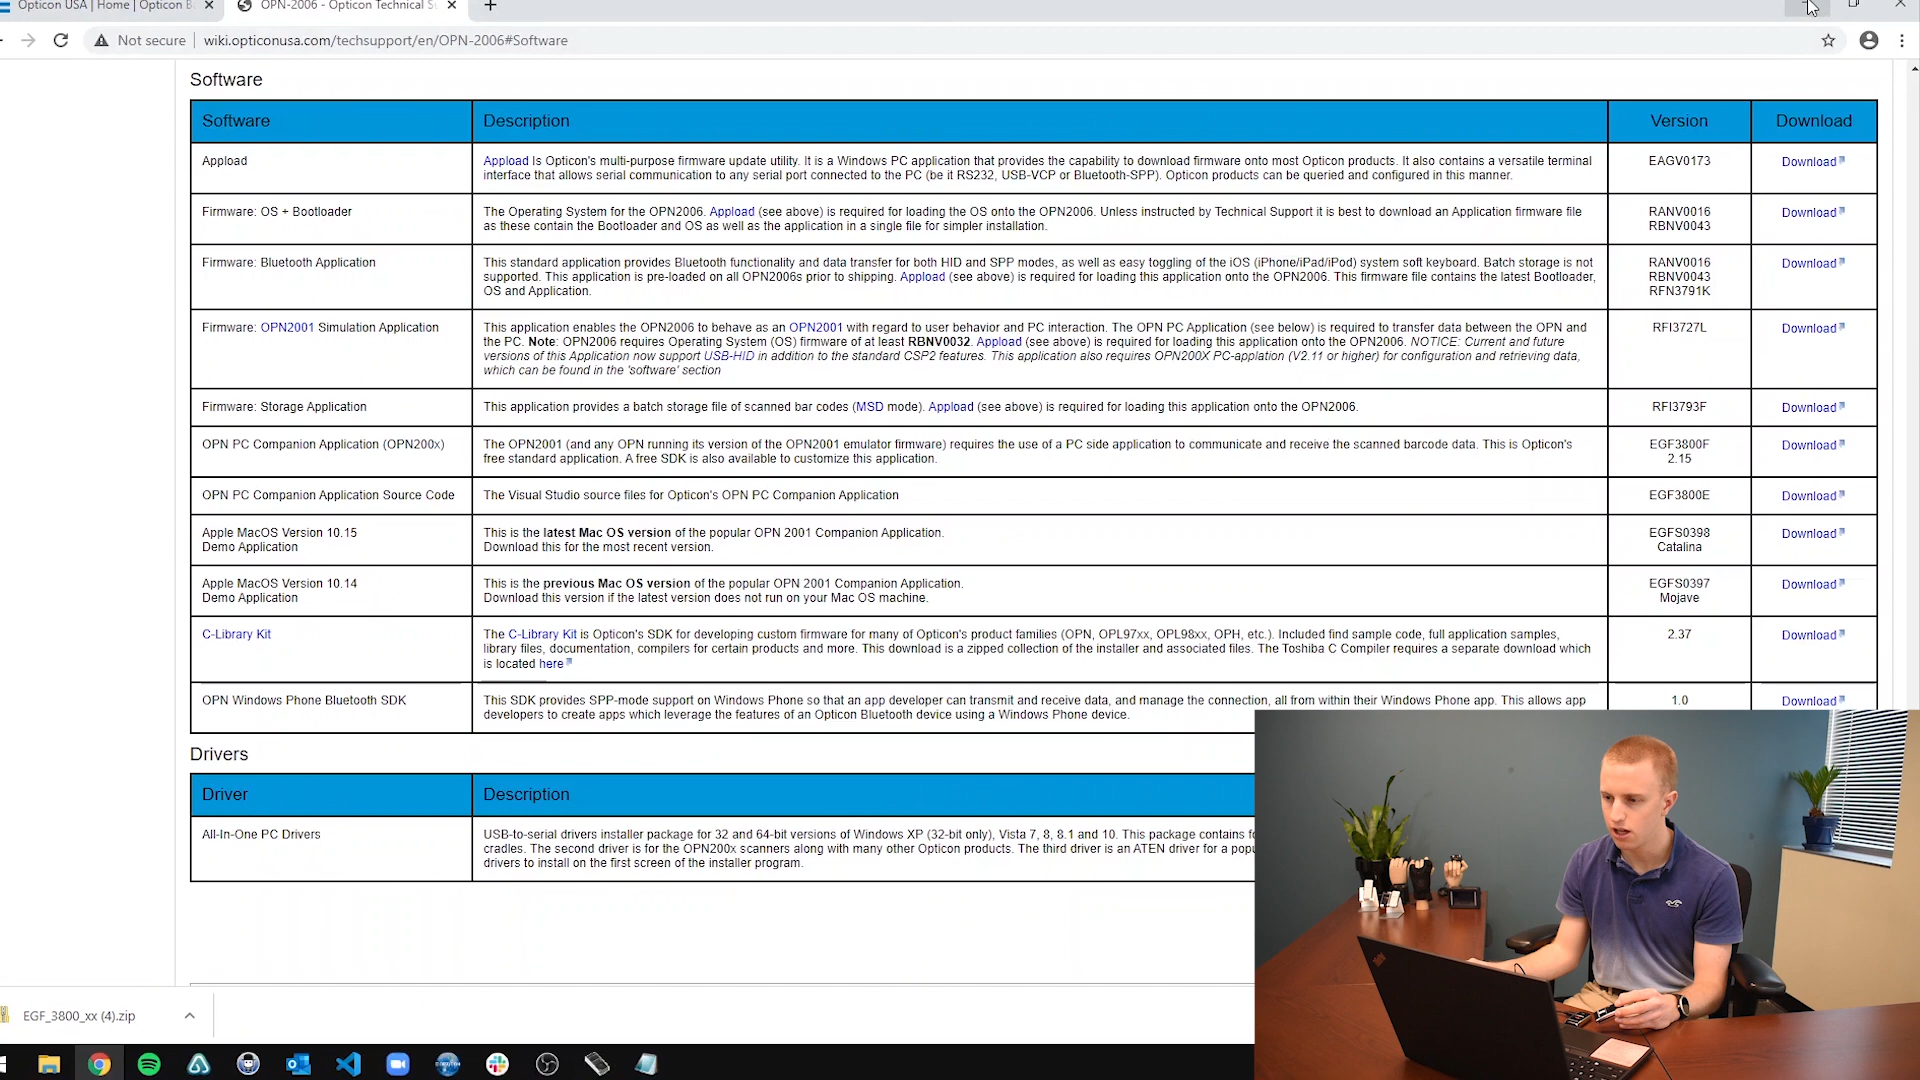 Opticon USA | Home | Opticon
OPN-2006 - Opticon Technical
Not secure
wiki.opticonusa.com/techsupport/en/OPN-2006#Software
Software
Software Description Version Download
Appload
Appload Is Opticon's multi-purpose firmware update utility. It is a Windows PC application that provides the capability to download firmware onto most Opticon products. It also contains a versatile terminal
interface that allows serial communication to any serial port connected to the PC (be it RS232, USB-VCP or Bluetooth-SPP). Opticon products can be queried and configured in this manner.
EAGV0173
Download
Firmware: OS + Bootloader
The Operating System for the OPN2006. Appload (see above) is required for loading the OS onto the OPN2006. Unless instructed by Technical Support it is best to download an Application firmware file
as these contain the Bootloader and OS as well as the application in a single file for simpler installation.
RANV0016
RBNV0043
Download
Firmware: Bluetooth Application
This standard application provides Bluetooth functionality and data transfer for both HID and SPP modes, as well as easy toggling of the iOS (iPhone/iPad/iPod) system soft keyboard. Batch storage is not
supported. This application is pre-loaded on all OPN2006s prior to shipping. Appload (see above) is required for loading this application onto the OPN2006. This firmware file contains the latest Bootloader,
OS and Application.
RANV0016
RBNV0043
RFN3791K
Download
Firmware: OPN2001 Simulation Application
This application enables the OPN2006 to behave as an OPN2001 with regard to user behavior and PC interaction. The OPN PC Application (see below) is required to transfer data between the OPN and
the PC. Note: OPN2006 requires Operating System (OS) firmware of at least RBNV0032. Appload (see above) is required for loading this application onto the OPN2006. NOTICE: Current and future
versions of this Application now support USB-HID in addition to the standard CSP2 features. This application also requires OPN200X PC-applation (V2.11 or higher) for configuration and retrieving data,
which can be found in the 'software' section
RFI3727L
Download
Firmware: Storage Application
This application provides a batch storage file of scanned bar codes (MSD mode). Appload (see above) is required for loading this application onto the OPN2006.
RFI3793F
Download
OPN PC Companion Application (OPN200x)
The OPN2001 (and any OPN running its version of the OPN2001 emulator firmware) requires the use of a PC side application to communicate and receive the scanned barcode data. This is Opticon's
free standard application. A free SDK is also available to customize this application.
EGF3800F
2.15
Download
OPN PC Companion Application Source Code
The Visual Studio source files for Opticon's OPN PC Companion Application
EGF3800E
Download
Apple MacOS Version 10.15
Demo Application
This is the latest Mac OS version of the popular OPN 2001 Companion Application.
Download this for the most recent version.
EGFS0398
Catalina
Download
Apple MacOS Version 10.14
Demo Application
This is the previous Mac OS version of the popular OPN 2001 Companion Application.
Download this version if the latest version does not run on your Mac OS machine.
EGFS0397
Mojave
Download
C-Library Kit
The C-Library Kit is Opticon's SDK for developing custom firmware for many of Opticon's product families (OPN, OPL97xx, OPL98xx, OPH, etc.). Included find sample code, full application samples,
library files, documentation, compilers for certain products and more. This download is a zipped collection of the installer and associated files. The Toshiba C Compiler requires a separate download which
is located here
2.37
Download
OPN Windows Phone Bluetooth SDK
This SDK provides SPP-mode support on Windows Phone so that an app developer can transmit and receive data, and manage the connection, all from within their Windows Phone app. This allows app
developers to create apps which leverage the features of an Opticon Bluetooth device using a Windows Phone device.
1.0
Download
Drivers
Driver Description
All-In-One PC Drivers
USB-to-serial drivers installer package for 32 and 64-bit versions of Windows XP (32-bit only), Vista 7, 8, 8.1 and 10. This package contains
cradles. The second driver is for the OPN200x scanners along with many other Opticon products. The third driver is an ATEN driver for a
drivers to install on the first screen of the installer program.
EGF_3800_xx (4).zip